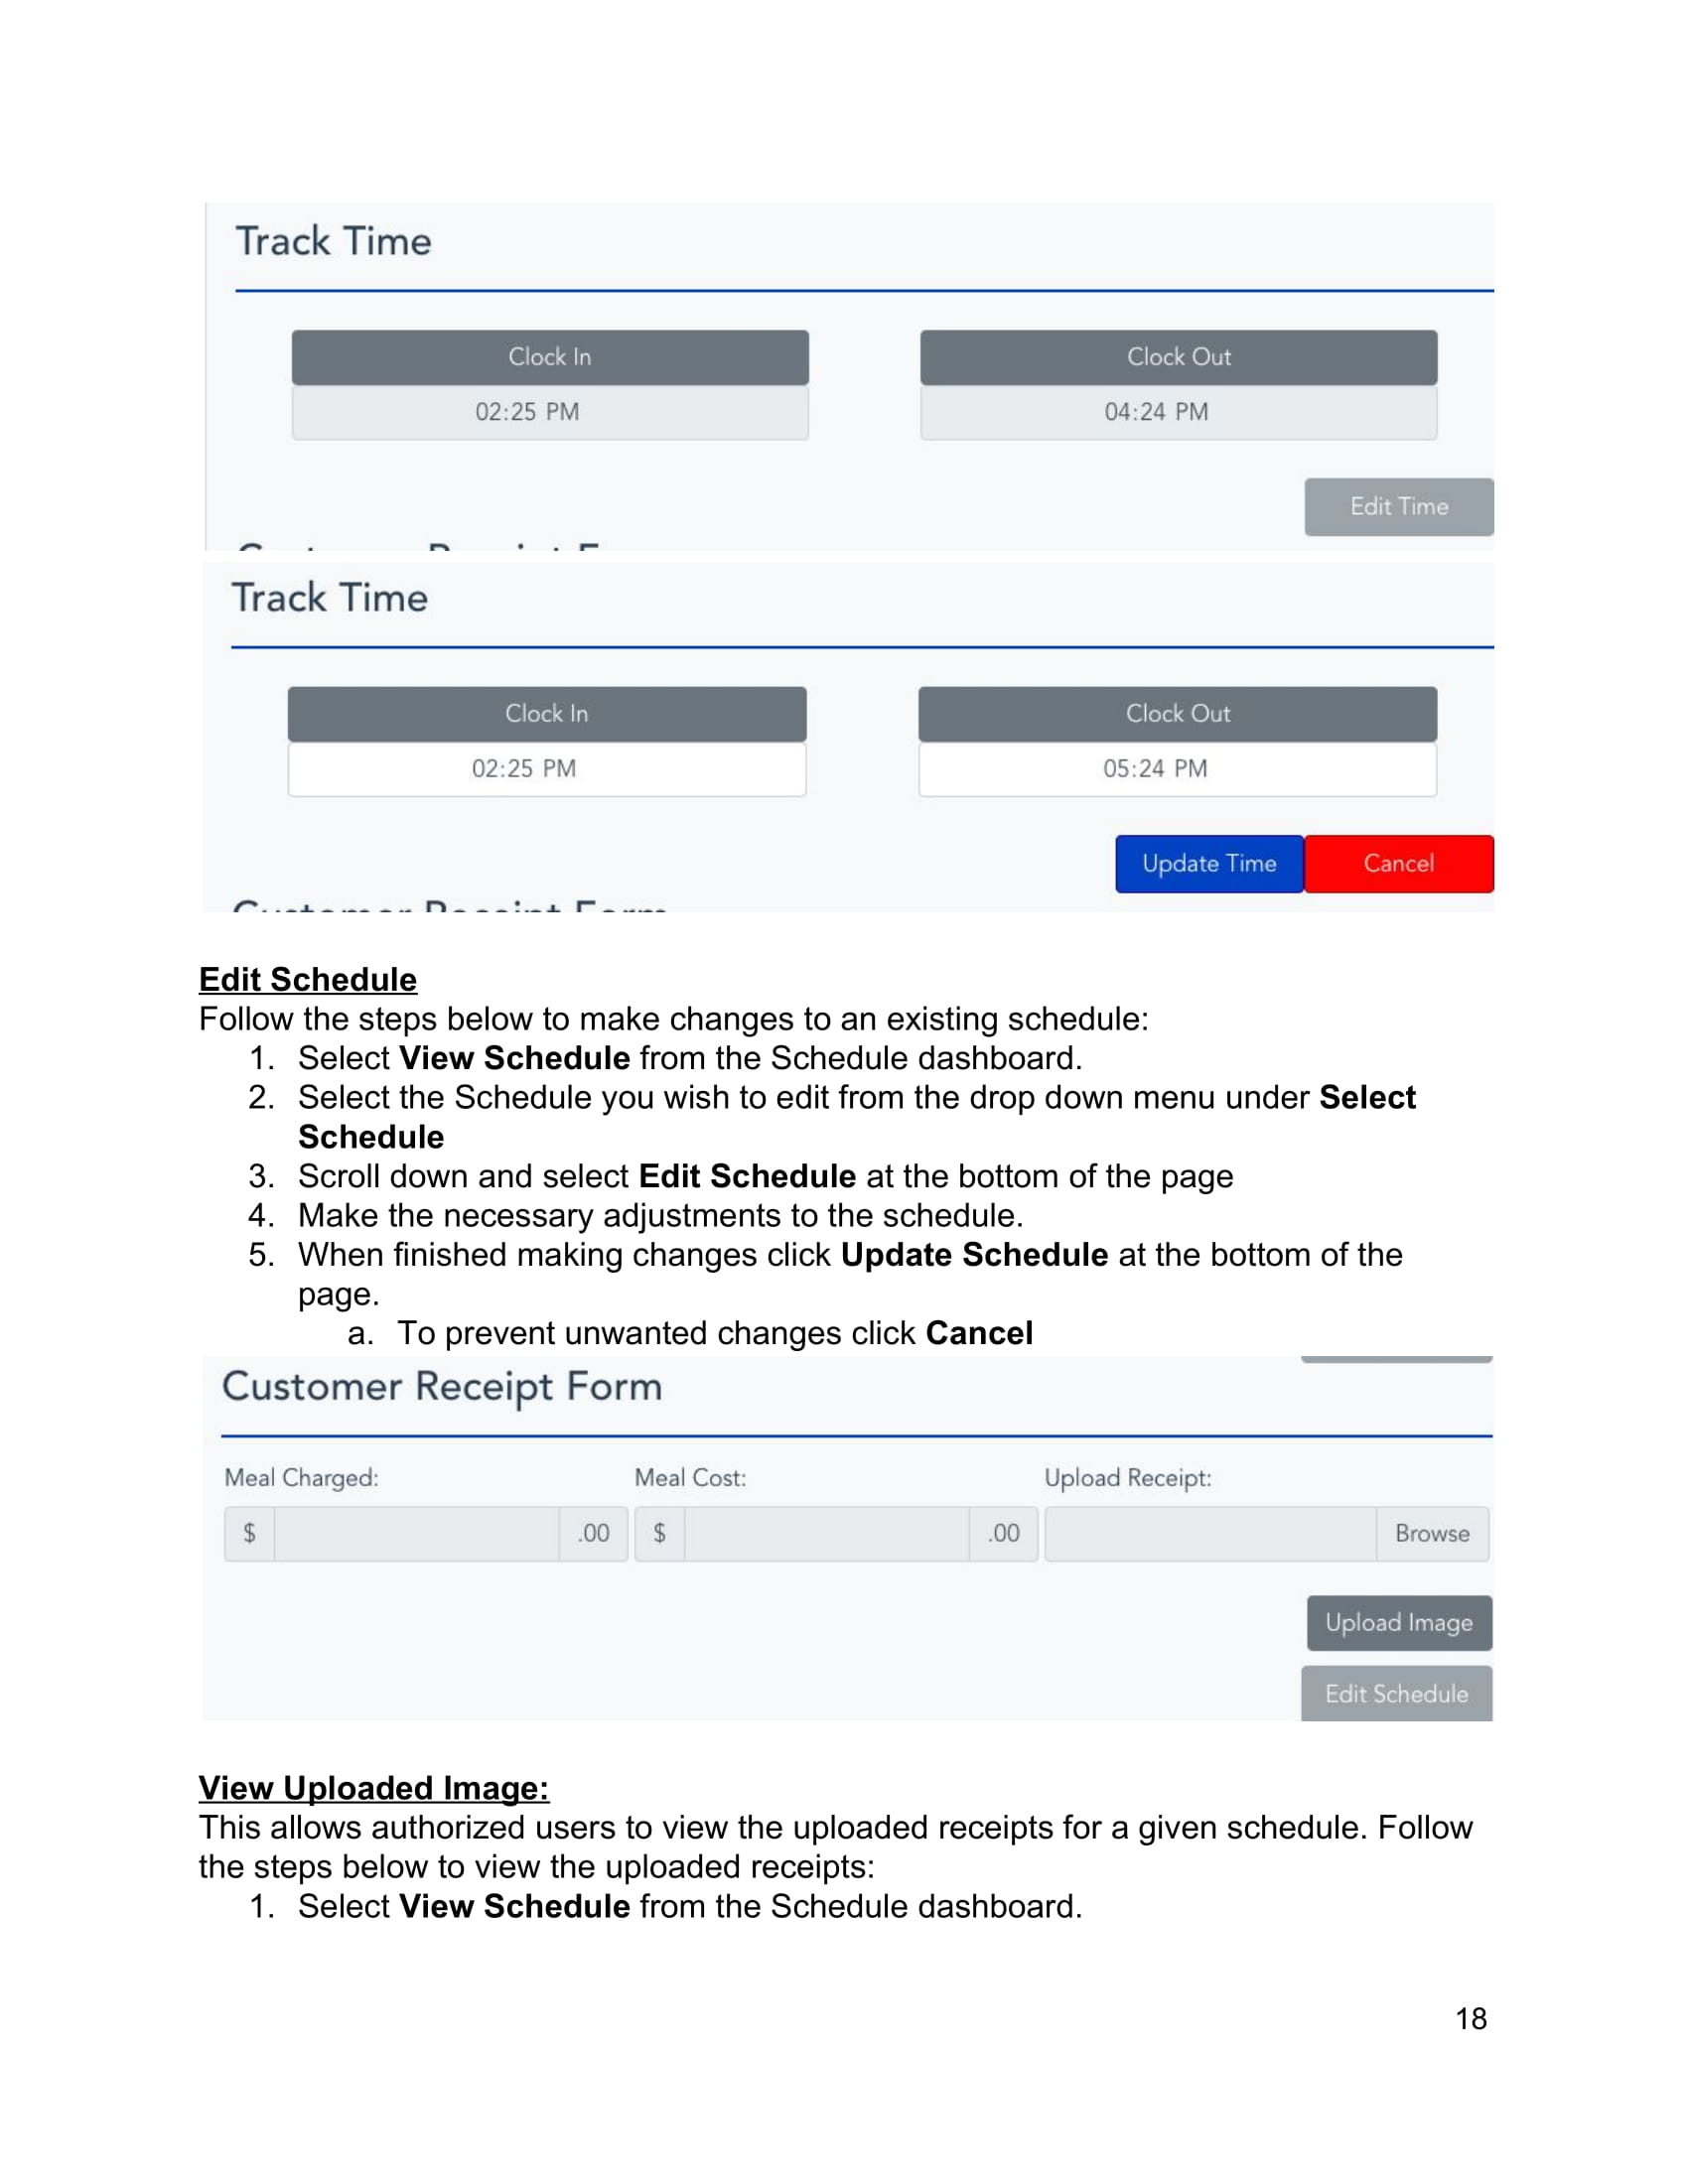 Track Time
Clock In Clock Out
02:25 PM 04:24 PM
Edit Time
Customer Receipt Form
Track Time
Clock In Clock Out
02:25 PM 05:24 PM
Update Time Cancel
Customer Receipt Form
Edit Schedule
Follow the steps below to make changes to an existing schedule:
1. Select View Schedule from the Schedule dashboard.
2. Select the Schedule you wish to edit from the drop down menu under Select
Schedule
3. Scroll down and select Edit Schedule at the bottom of the page
4. Make the necessary adjustments to the schedule.
5. When finished making changes click Update Schedule at the bottom of the
page.
a. To prevent unwanted changes click Cancel
Customer Receipt Form
Meal Charged: Meal Cost: Upload Receipt:
$ .00 $ .00 Browse
Upload Image
Edit Schedule
View Uploaded Image:
This allows authorized users to view the uploaded receipts for a given schedule. Follow
the steps below to view the uploaded receipts:
1. Select View Schedule from the Schedule dashboard.
18